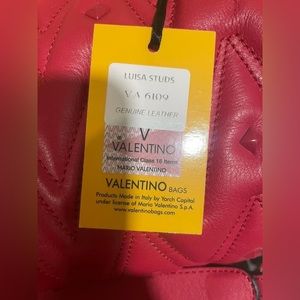 LUISA STUDS
VA 6109
GENUINE LEATHER
V
VALENTINO
International Class 18 Items
MARIO VALENTINO
VALENTINO BAGS
Products Made in Italy by Yarch Capital
under license of Mario Valentino S.p.A.
www.valentinobags.com